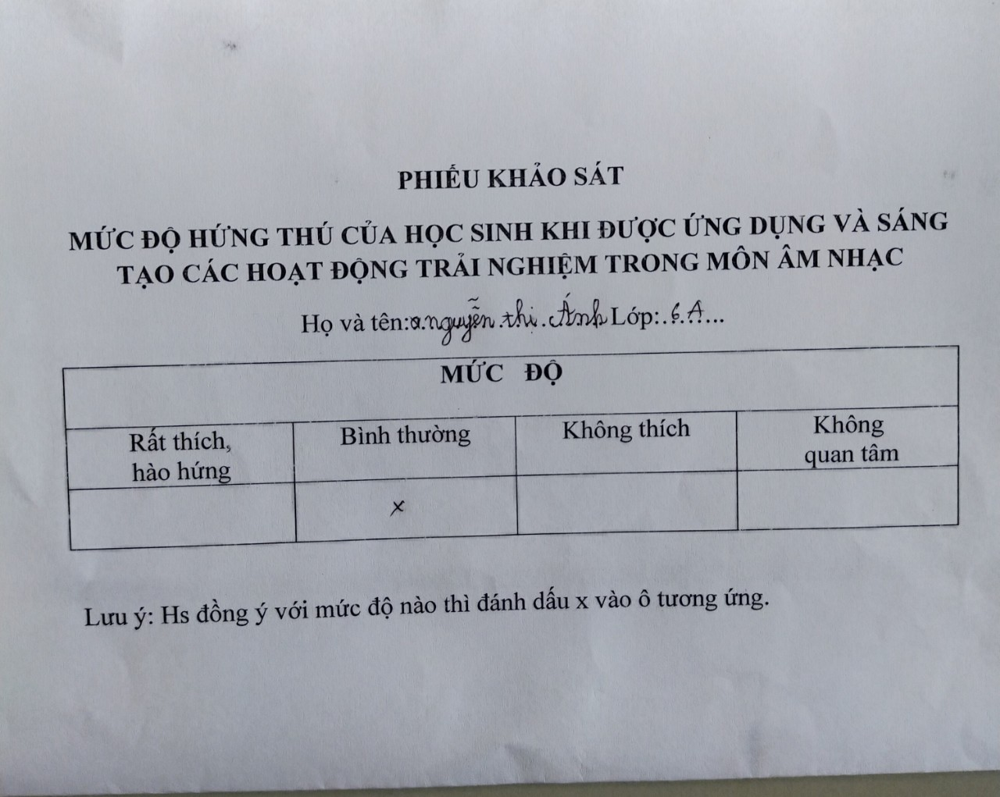 PHIẾU KHẢO SÁT
MỨC ĐỘ HỨNG THÚ CỦA HỌC SINH KHI ĐƯỢC ỨNG DỤNG VÀ SÁNG
TẠO CÁC HOẠT ĐỘNG TRẢI NGHIỆM TRONG MÔN ÂM NHẠC
Họ và tên: nguyễn thị Ánh Lớp: 6A
MỨC ĐỘ
Rất thích, hào hứng
Bình thường
Không thích
Không quan tâm
x
Lưu ý: Hs đồng ý với mức độ nào thì đánh dấu x vào ô tương ứng.